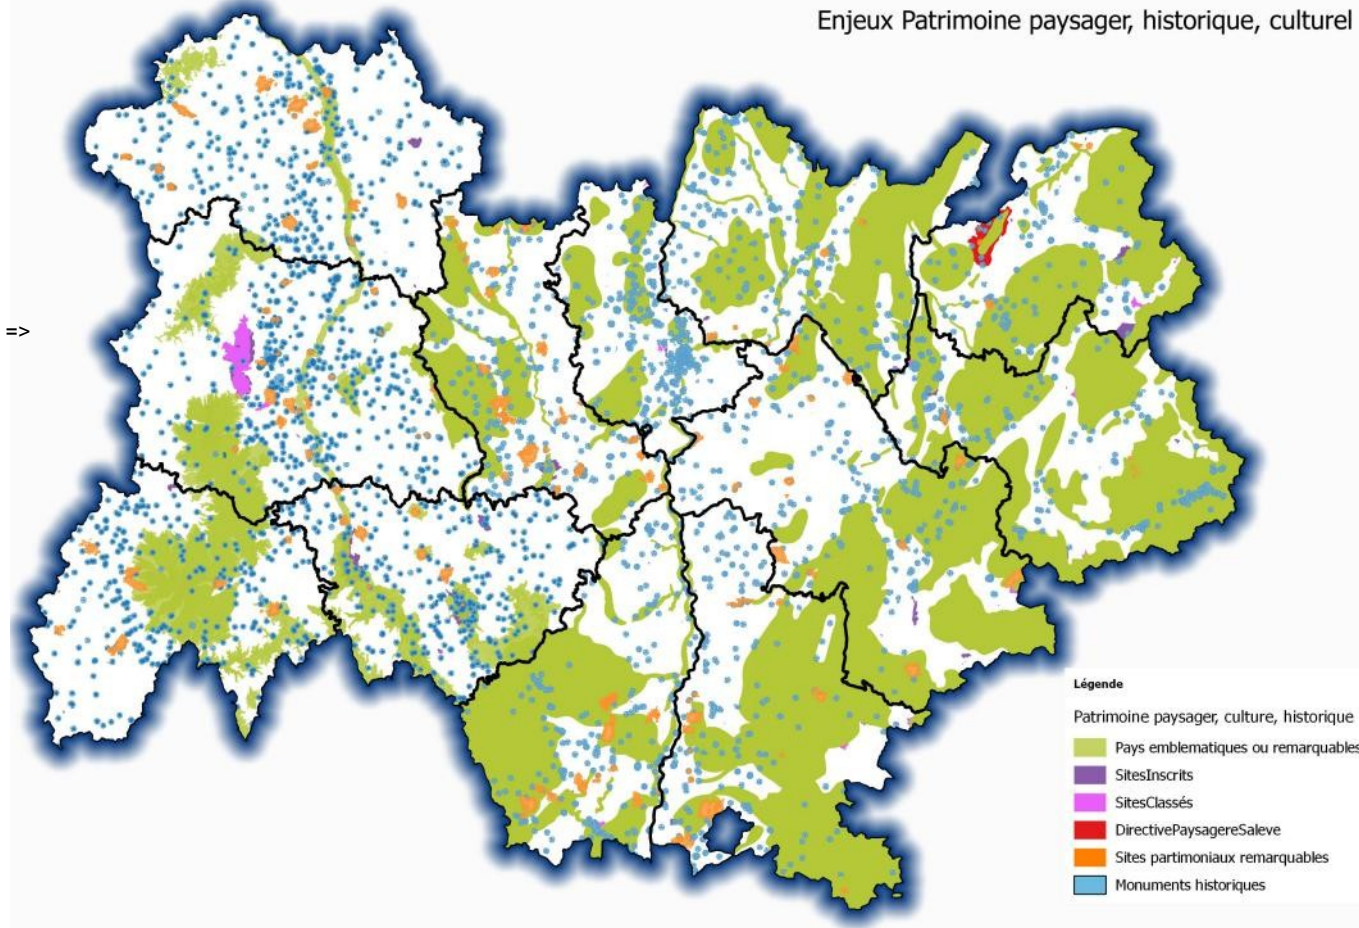 Enjeux Patrimoine paysager, historique, culturel
=>
Légende
Patrimoine paysager, culture, historique
Pays emblematiques ou remarquables
SitesInscrits
SitesClassés
DirectivePaysagereSaleve
Sites partimoniaux remarquables
Monuments historiques